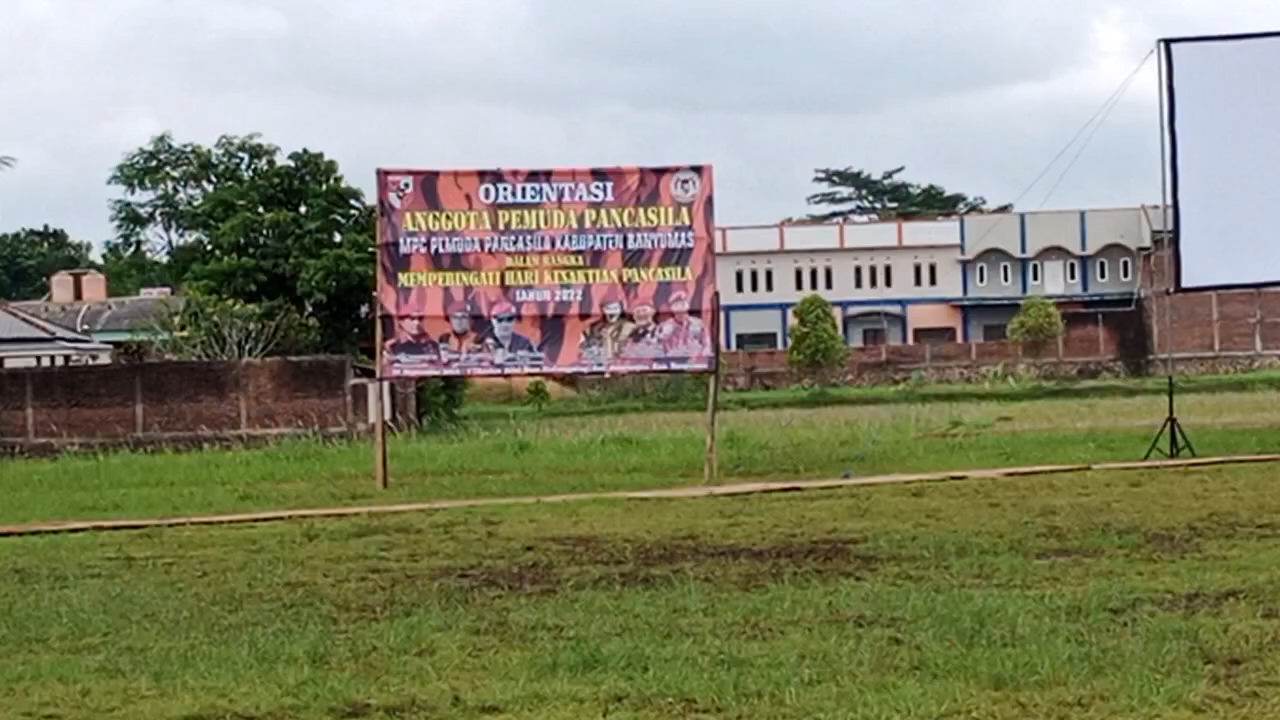 ORIENTASI
ANGGOTA PEMUDA PANCASILA
MPC PEMUDA PANCASILA KABUPATEN BANYUMAS
DALAM RANGKA
MEMPERINGATI HARI KESAKTIAN PANCASILA
TAHUN 2022